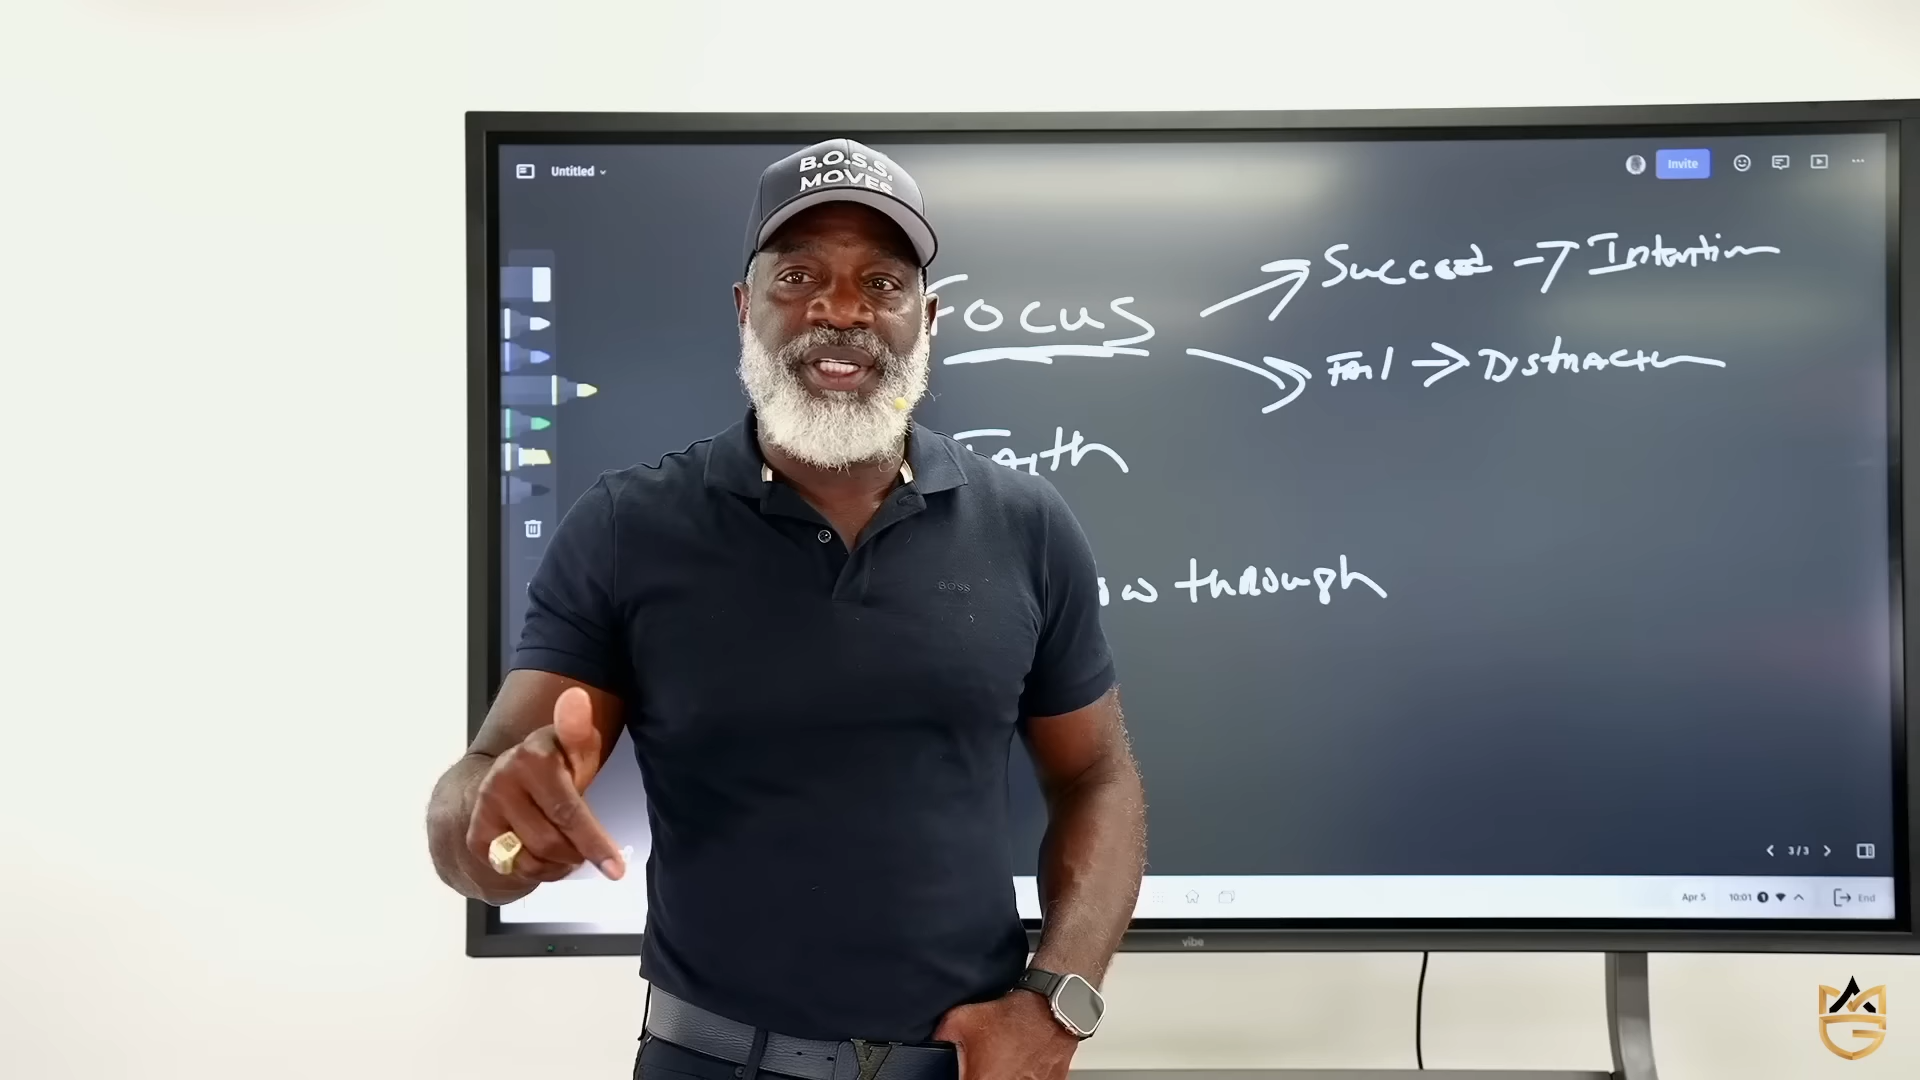 B.O.S.S.
MOVES
Untitled
Invite
Focus
Succeed → Intention
Fail → Distraction
Faith
through
BOSS
3/3
Apr 5
10:01
End
vibe